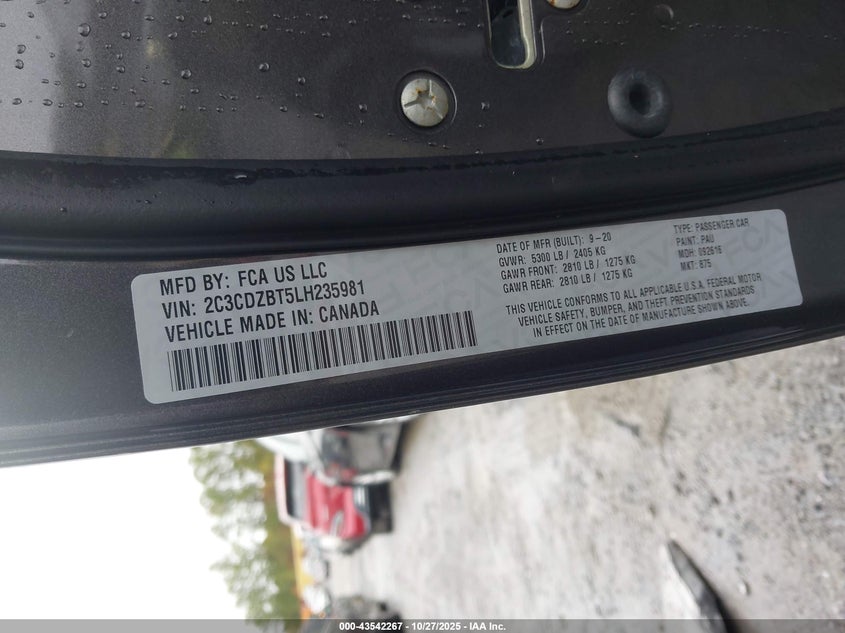 MFD BY: FCA US LLC
VIN: 2C3CDZBT5LH235981
VEHICLE MADE IN: CANADA
DATE OF MFR (BUILT): 9-20
GVWR: 5300 LB / 2405 KG
GAWR FRONT: 2810 LB / 1275 KG
GAWR REAR: 2810 LB / 1275 KG
TYPE: PASSENGER CAR
PAINT: PAU
MDH: 092616
MKT: 875
THIS VEHICLE CONFORMS TO ALL APPLICABLE U.S.A. FEDERAL MOTOR
VEHICLE SAFETY, BUMPER, AND THEFT PREVENTION STANDARDS
IN EFFECT ON THE DATE OF MANUFACTURE SHOWN ABOVE.
000-43542267 - 10/27/2025 - IAA Inc.